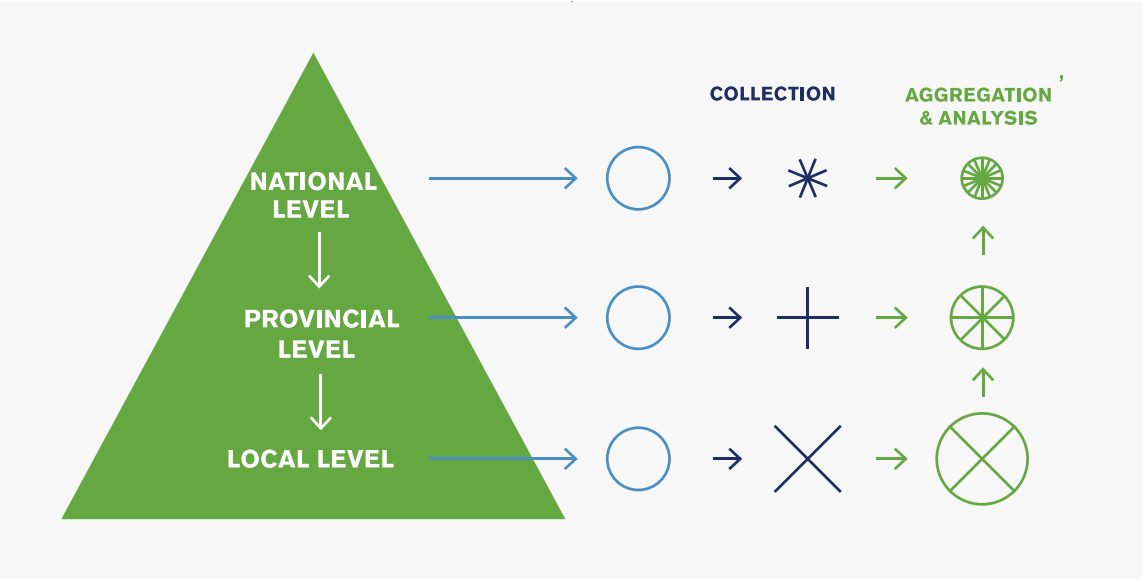 COLLECTION
AGGREGATION ’
& ANALYSIS
NATIONAL
LEVEL
PROVINCIAL
LEVEL
LOCAL LEVEL